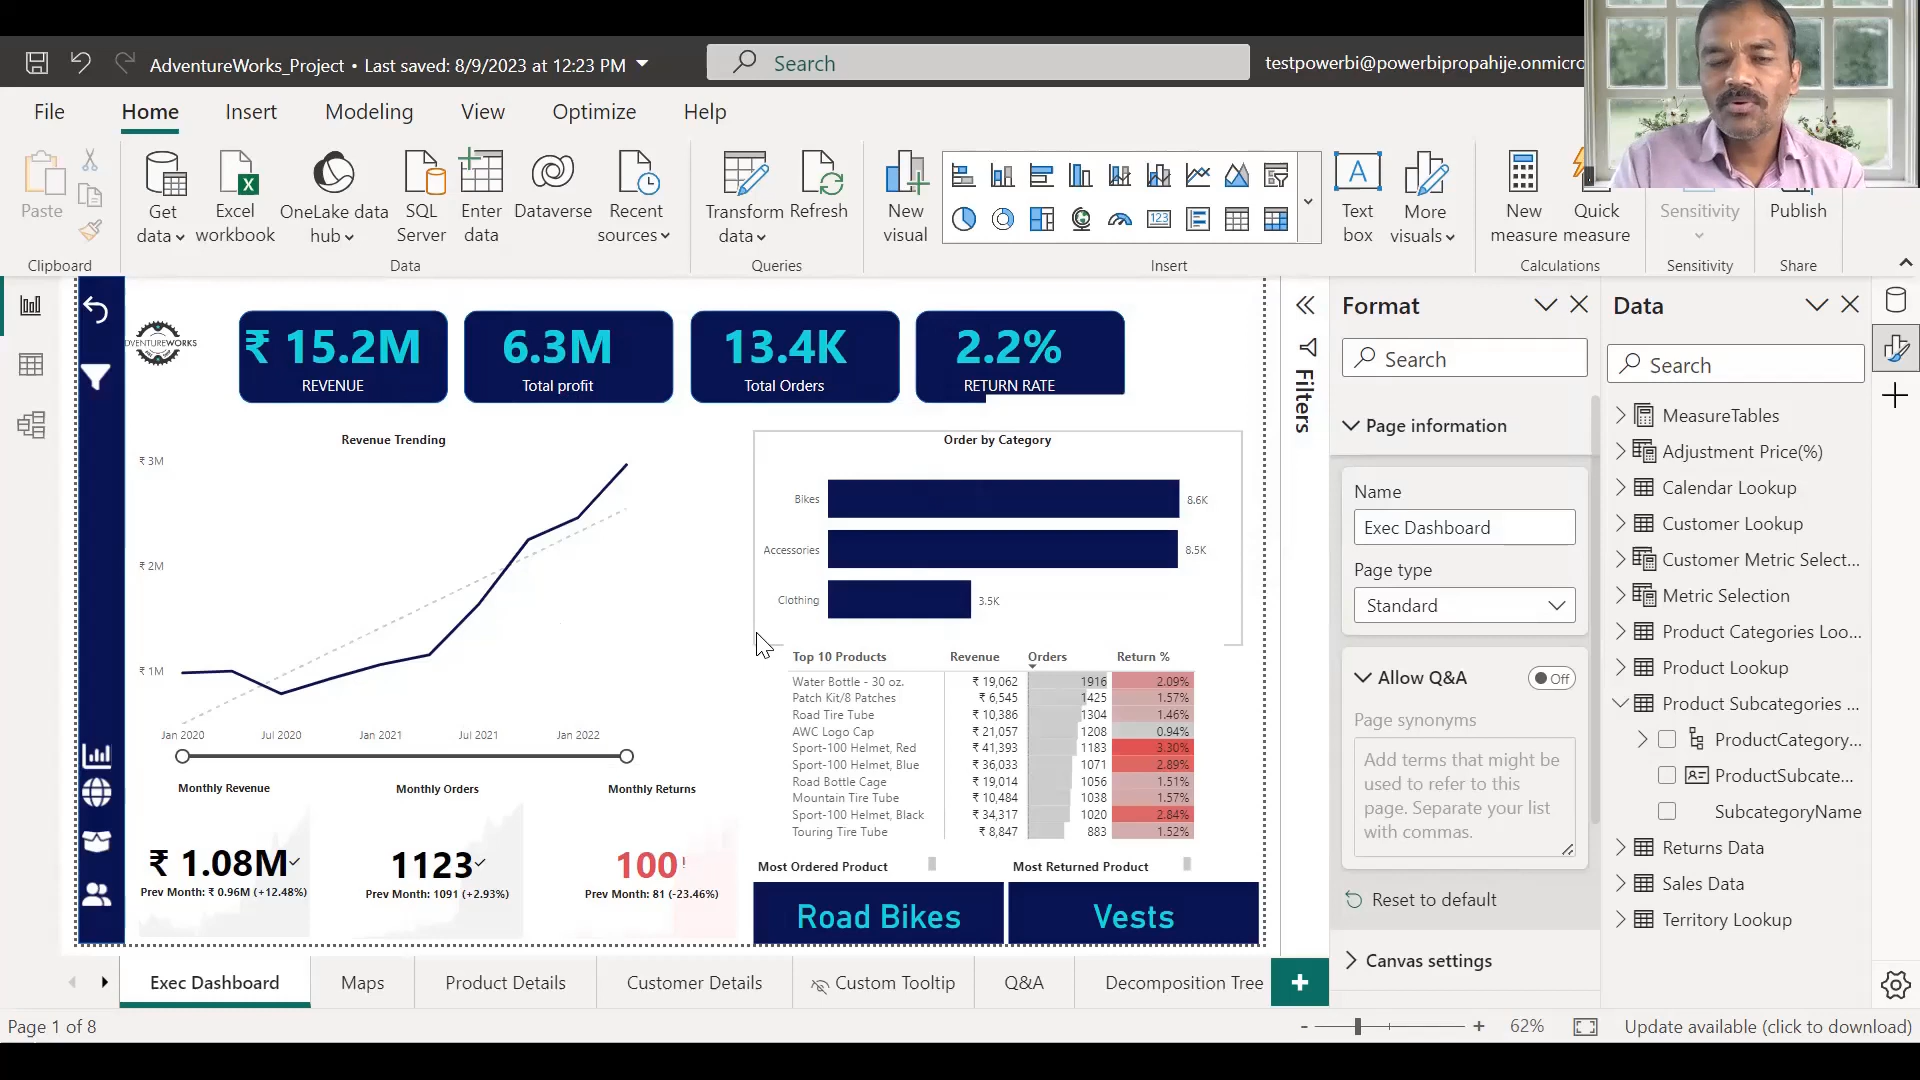 AdventureWorks_Project • Last saved: 8/9/2023 at 12:23 PM
Search
testpowerbi@powerbipropahije.onmicro
File Home Insert Modeling View Optimize Help
Paste
Get data
Excel workbook
OneLake data hub
SQL Server
Enter data
Dataverse
Recent sources
Transform data
Refresh
New visual
Text box
More visuals
New measure
Quick measure
Sensitivity
Publish
Clipboard
Data
Queries
Insert
Calculations
Sensitivity
Share
DVENTUREWORKS
₹ 15.2M
REVENUE
6.3M
Total profit
13.4K
Total Orders
2.2%
RETURN RATE
Revenue Trending
₹ 3M
₹ 2M
₹ 1M
Jan 2020 Jul 2020 Jan 2021 Jul 2021 Jan 2022
Order by Category
Bikes 8.6K
Accessories 8.5K
Clothing 3.5K
Top 10 Products Revenue Orders Return %
Water Bottle - 30 oz. ₹ 19,062 1916 2.09%
Patch Kit/8 Patches ₹ 6,545 1425 1.57%
Road Tire Tube ₹ 10,386 1304 1.46%
AWC Logo Cap ₹ 21,057 1208 0.94%
Sport-100 Helmet, Red ₹ 41,393 1183 3.30%
Sport-100 Helmet, Blue ₹ 36,033 1071 2.89%
Road Bottle Cage ₹ 19,014 1056 1.51%
Mountain Tire Tube ₹ 10,484 1038 1.57%
Sport-100 Helmet, Black ₹ 34,317 1020 2.84%
Touring Tire Tube ₹ 8,847 883 1.52%
Monthly Revenue
₹ 1.08M
Prev Month: ₹ 0.96M (+12.48%)
Monthly Orders
1123
Prev Month: 1091 (+2.93%)
Monthly Returns
100!
Prev Month: 81 (-23.46%)
Most Ordered Product
Road Bikes
Most Returned Product
Vests
Filters
Format
Search
Page information
Name
Exec Dashboard
Page type
Standard
Allow Q&A
Off
Page synonyms
Add terms that might be
used to refer to this
page. Separate your list
with commas.
Reset to default
Canvas settings
Data
Search
MeasureTables
Adjustment Price(%)
Calendar Lookup
Customer Lookup
Customer Metric Select...
Metric Selection
Product Categories Loo...
Product Lookup
Product Subcategories ...
ProductCategory...
ProductSubcate...
SubcategoryName
Returns Data
Sales Data
Territory Lookup
Exec Dashboard Maps Product Details Customer Details Custom Tooltip Q&A Decomposition Tree
Page 1 of 8
- + 62%
Update available (click to download)